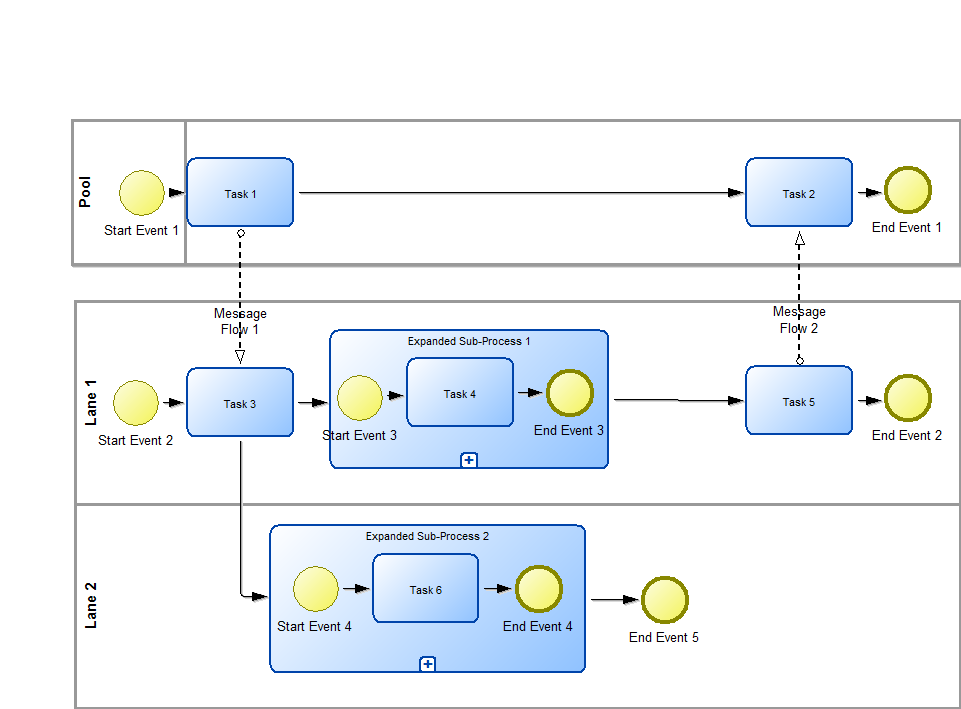 Pool
Task 1
Task 2
Start Event 1
End Event 1
Message
Flow 1
Message
Flow 2
Lane 1
Expanded Sub-Process 1
Task 3
Task 4
Task 5
Start Event 2
Start Event 3
End Event 3
End Event 2
Lane 2
Expanded Sub-Process 2
Task 6
Start Event 4
End Event 4
End Event 5